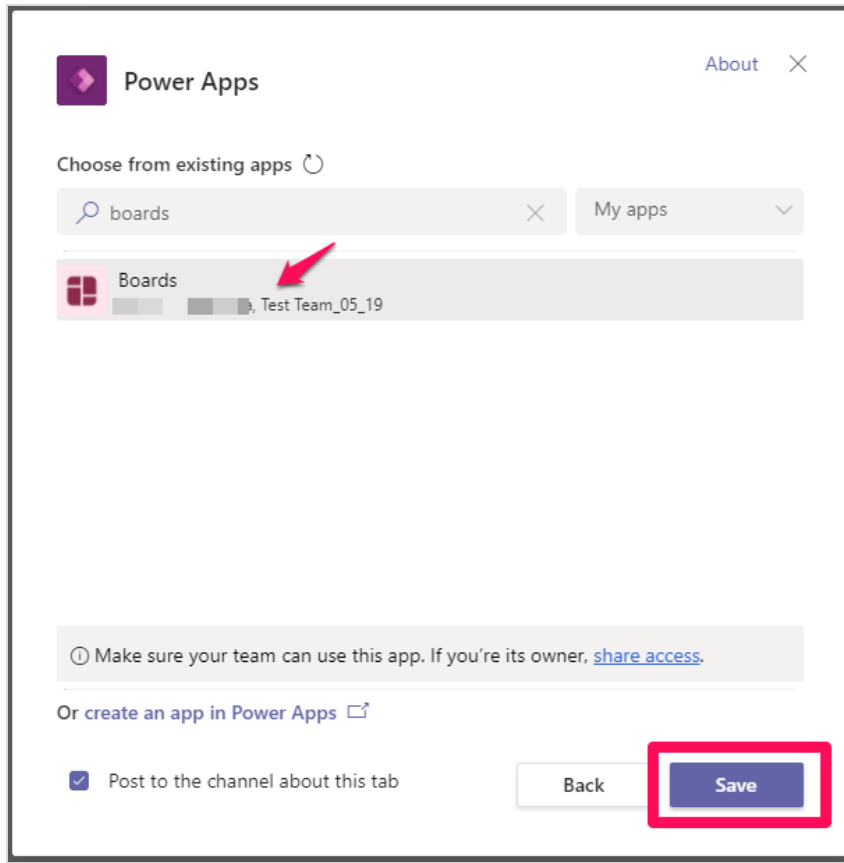 Power Apps
About
Choose from existing apps
boards
My apps
Boards
, Test Team_05_19
Make sure your team can use this app. If you're its owner, share access.
Or create an app in Power Apps
Post to the channel about this tab
Back
Save